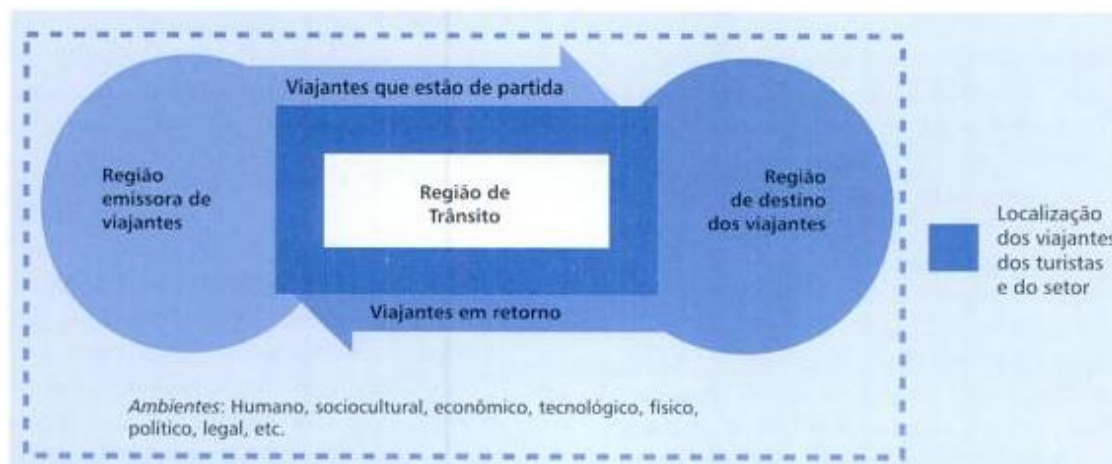 Viajantes que estão de partida
Região
emissora de
viajantes
Região de
Trânsito
Região
de destino
dos viajantes
Viajantes em retorno
Localização
dos viajantes
dos turistas
e do setor
Ambientes: Humano, sociocultural, econômico, tecnológico, físico,
político, legal, etc.